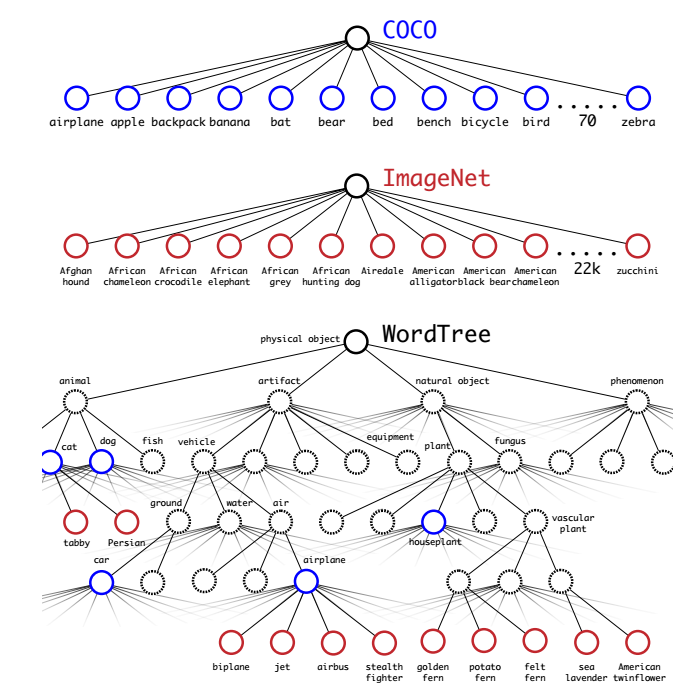 COCO
airplane apple backpack banana bat bear bed bench bicycle bird 70 zebra
ImageNet
Afghan hound African chameleon African crocodile African elephant African grey African hunting dog Airedale American alligator American black bear American chameleon 22k zucchini
WordTree
physical object
animal artifact natural object phenomenon
cat dog fish vehicle equipment plant fungus
ground water air vascular plant
tabby Persian houseplant
car airplane
biplane jet airbus stealth fighter golden fern potato fern felt fern sea lavender American twinflower